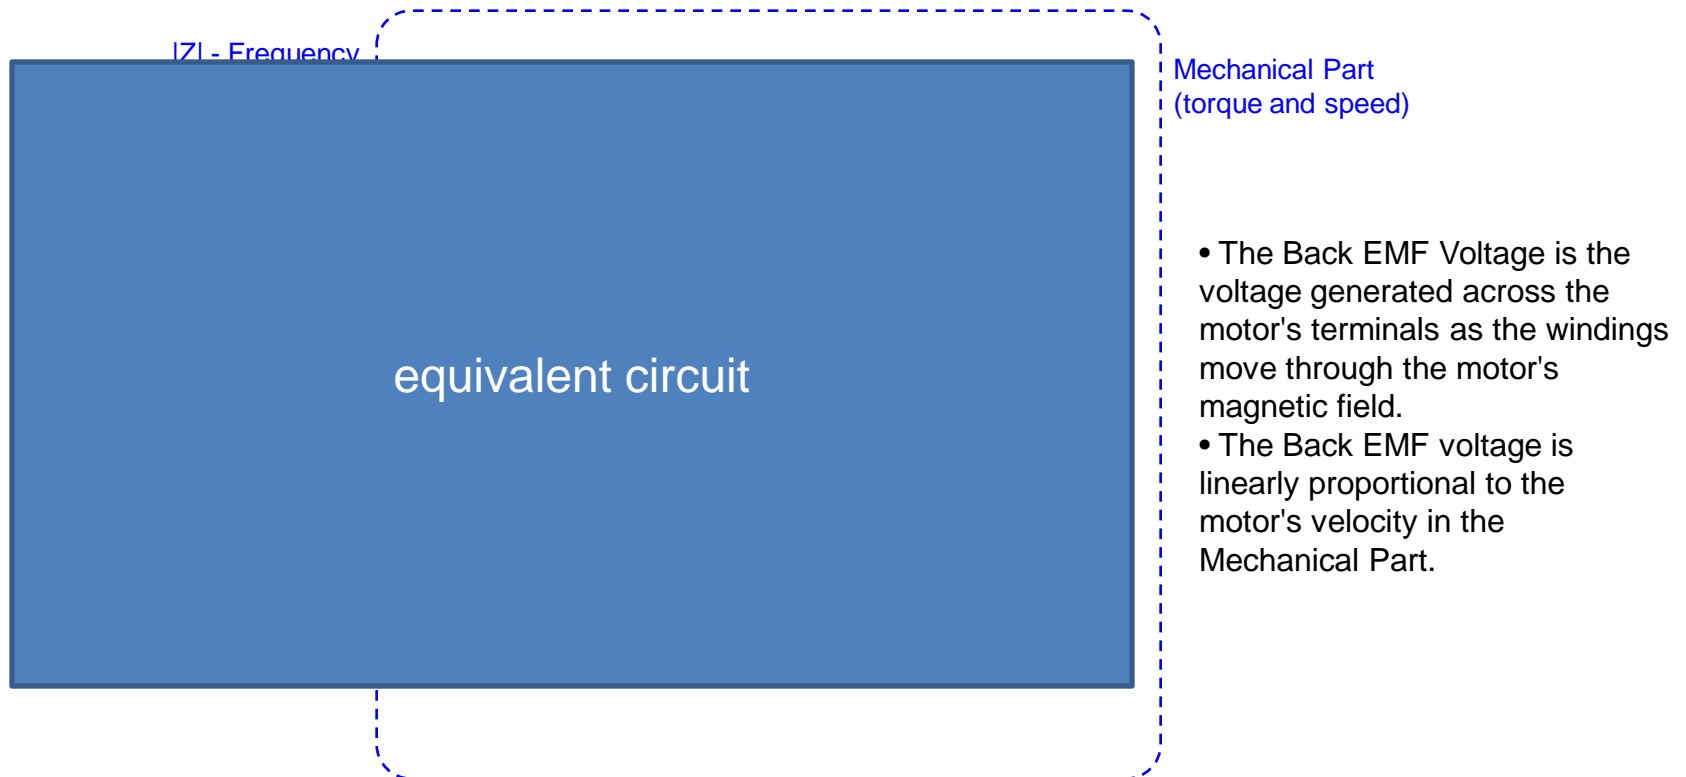 |Z| - Frequency
Mechanical Part
(torque and speed)
equivalent circuit
• The Back EMF Voltage is the
voltage generated across the
motor's terminals as the windings
move through the motor's
magnetic field.
• The Back EMF voltage is
linearly proportional to the
motor's velocity in the
Mechanical Part.